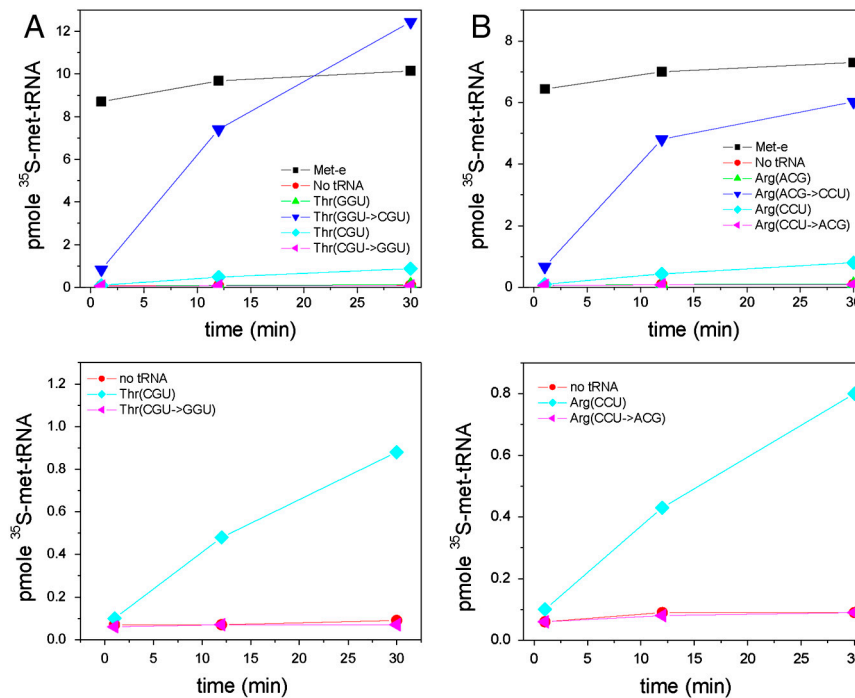 A
pmole ³⁵S-met-tRNA
14
12
10
8
6
4
2
0
Met-e
No tRNA
Thr(GGU)
Thr(GGU->CGU)
Thr(CGU)
Thr(CGU->GGU)
0 5 10 15 20 25 30
time (min)
B
pmole ³⁵S-met-tRNA
8
6
4
2
0
Met-e
No tRNA
Arg(ACG)
Arg(ACG->CCU)
Arg(CCU)
Arg(CCU->ACG)
0 5 10 15 20 25 30
time (min)
pmole ³⁵S-met-tRNA
1.2
1.0
0.8
0.6
0.4
0.2
0.0
no tRNA
Thr(CGU)
Thr(CGU->GGU)
0 5 10 15 20 25 30
time (min)
pmole ³⁵S-met-tRNA
0.8
0.6
0.4
0.2
0.0
no tRNA
Arg(CCU)
Arg(CCU->ACG)
0 5 10 15 20 25 30
time (min)